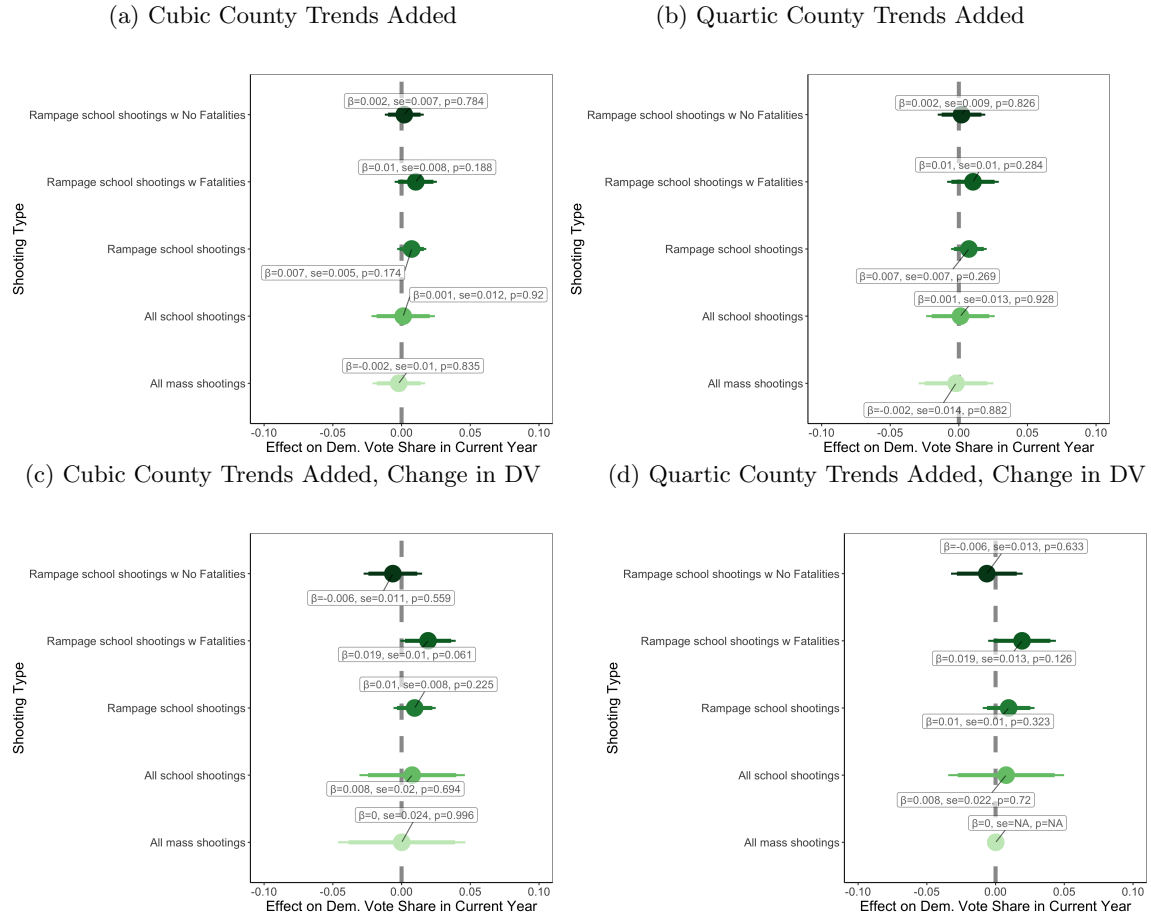 (a) Cubic County Trends Added
Shooting Type
Rampage school shootings w No Fatalities
β=0.002, se=0.007, p=0.784
Rampage school shootings w Fatalities
β=0.01, se=0.008, p=0.188
Rampage school shootings
β=0.007, se=0.005, p=0.174
All school shootings
β=0.001, se=0.012, p=0.92
All mass shootings
β=-0.002, se=0.01, p=0.835
-0.10 -0.05 0.00 0.05 0.10
Effect on Dem. Vote Share in Current Year
(b) Quartic County Trends Added
Shooting Type
Rampage school shootings w No Fatalities
β=0.002, se=0.009, p=0.826
Rampage school shootings w Fatalities
β=0.01, se=0.01, p=0.284
Rampage school shootings
β=0.007, se=0.007, p=0.269
All school shootings
β=0.001, se=0.013, p=0.928
All mass shootings
β=-0.002, se=0.014, p=0.882
-0.10 -0.05 0.00 0.05 0.10
Effect on Dem. Vote Share in Current Year
(c) Cubic County Trends Added, Change in DV
Shooting Type
Rampage school shootings w No Fatalities
β=-0.006, se=0.011, p=0.559
Rampage school shootings w Fatalities
β=0.019, se=0.01, p=0.061
Rampage school shootings
β=0.01, se=0.008, p=0.225
All school shootings
β=0.008, se=0.02, p=0.694
All mass shootings
β=0, se=0.024, p=0.996
-0.10 -0.05 0.00 0.05 0.10
Effect on Dem. Vote Share in Current Year
(d) Quartic County Trends Added, Change in DV
Shooting Type
Rampage school shootings w No Fatalities
β=-0.006, se=0.013, p=0.633
Rampage school shootings w Fatalities
β=0.019, se=0.013, p=0.126
Rampage school shootings
β=0.01, se=0.01, p=0.323
All school shootings
β=0.008, se=0.022, p=0.72
All mass shootings
β=0, se=NA, p=NA
-0.10 -0.05 0.00 0.05 0.10
Effect on Dem. Vote Share in Current Year